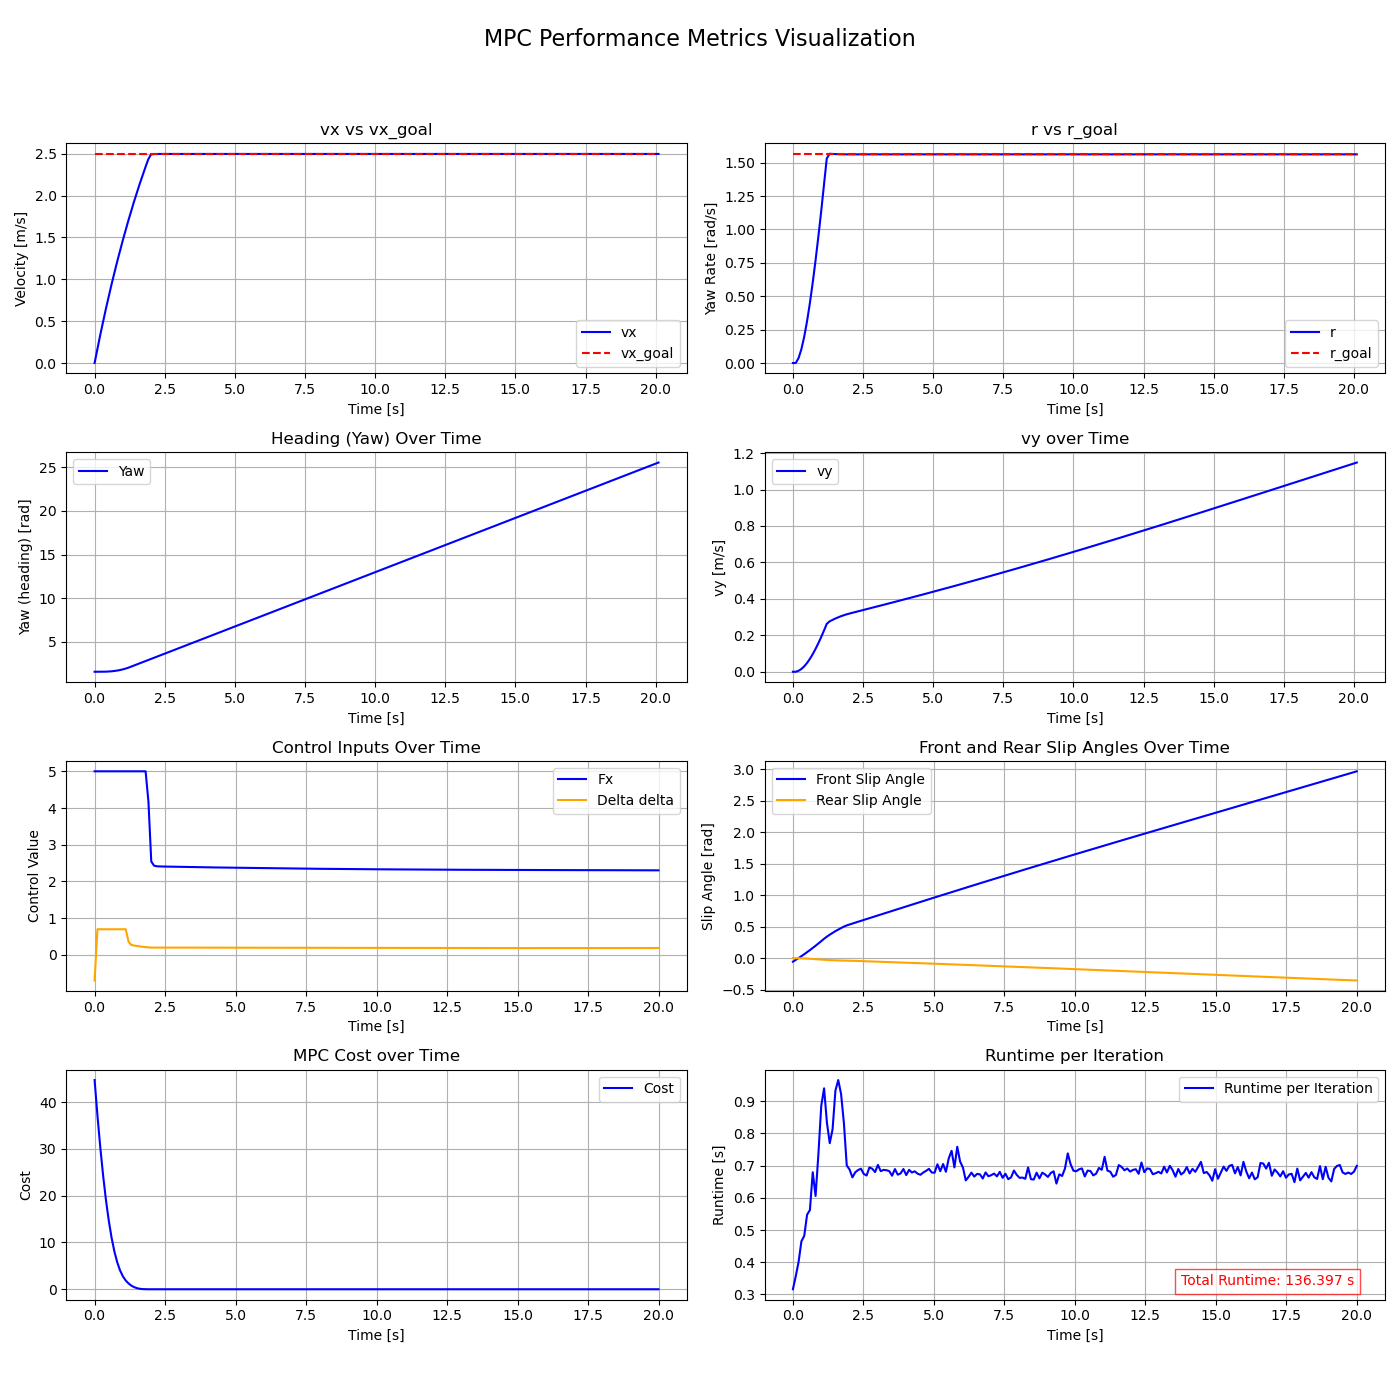 MPC Performance Metrics Visualization
vx vs vx_goal
Velocity [m/s]
2.5
2.0
1.5
1.0
0.5
0.0
vx
vx_goal
0.0 2.5 5.0 7.5 10.0 12.5 15.0 17.5 20.0
Time [s]
r vs r_goal
Yaw Rate [rad/s]
1.50
1.25
1.00
0.75
0.50
0.25
0.00
r
r_goal
0.0 2.5 5.0 7.5 10.0 12.5 15.0 17.5 20.0
Time [s]
Heading (Yaw) Over Time
Yaw (heading) [rad]
25
20
15
10
5
Yaw
0.0 2.5 5.0 7.5 10.0 12.5 15.0 17.5 20.0
Time [s]
vy over Time
vy [m/s]
1.2
1.0
0.8
0.6
0.4
0.2
0.0
vy
0.0 2.5 5.0 7.5 10.0 12.5 15.0 17.5 20.0
Time [s]
Control Inputs Over Time
Control Value
5
4
3
2
1
0
Fx
Delta delta
0.0 2.5 5.0 7.5 10.0 12.5 15.0 17.5 20.0
Time [s]
Front and Rear Slip Angles Over Time
Slip Angle [rad]
3.0
2.5
2.0
1.5
1.0
0.5
0.0
−0.5
Front Slip Angle
Rear Slip Angle
0.0 2.5 5.0 7.5 10.0 12.5 15.0 17.5 20.0
Time [s]
MPC Cost over Time
Cost
40
30
20
10
0
Cost
0.0 2.5 5.0 7.5 10.0 12.5 15.0 17.5 20.0
Time [s]
Runtime per Iteration
Runtime [s]
0.9
0.8
0.7
0.6
0.5
0.4
0.3
Runtime per Iteration
Total Runtime: 136.397 s
0.0 2.5 5.0 7.5 10.0 12.5 15.0 17.5 20.0
Time [s]